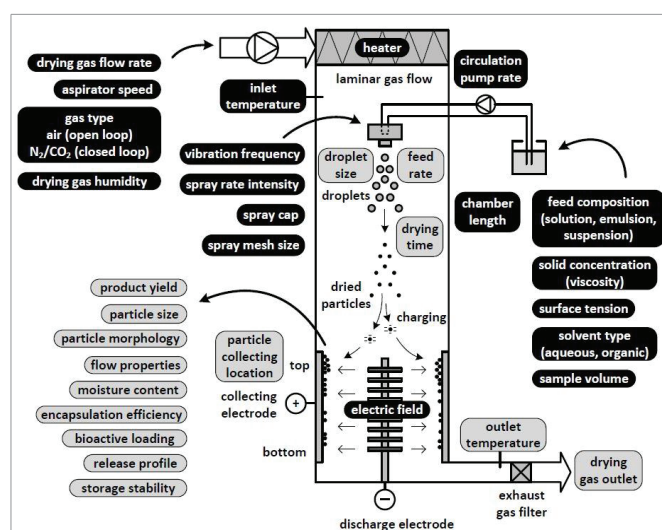 drying gas flow rate
aspirator speed
gas type
air (open loop)
N₂/CO₂ (closed loop)
drying gas humidity
heater
laminar gas flow
inlet
temperature
circulation
pump rate
vibration frequency
spray rate intensity
spray cap
spray mesh size
droplet
size
feed
rate
droplets
drying
time
chamber
length
feed composition
(solution, emulsion,
suspension)
solid concentration
(viscosity)
surface tension
solvent type
(aqueous, organic)
sample volume
dried
particles
charging
product yield
particle size
particle morphology
flow properties
moisture content
encapsulation efficiency
bioactive loading
release profile
storage stability
particle
collecting
location
top
collecting
electrode
+
electric field
bottom
outlet
temperature
drying
gas outlet
exhaust
gas filter
−
discharge electrode